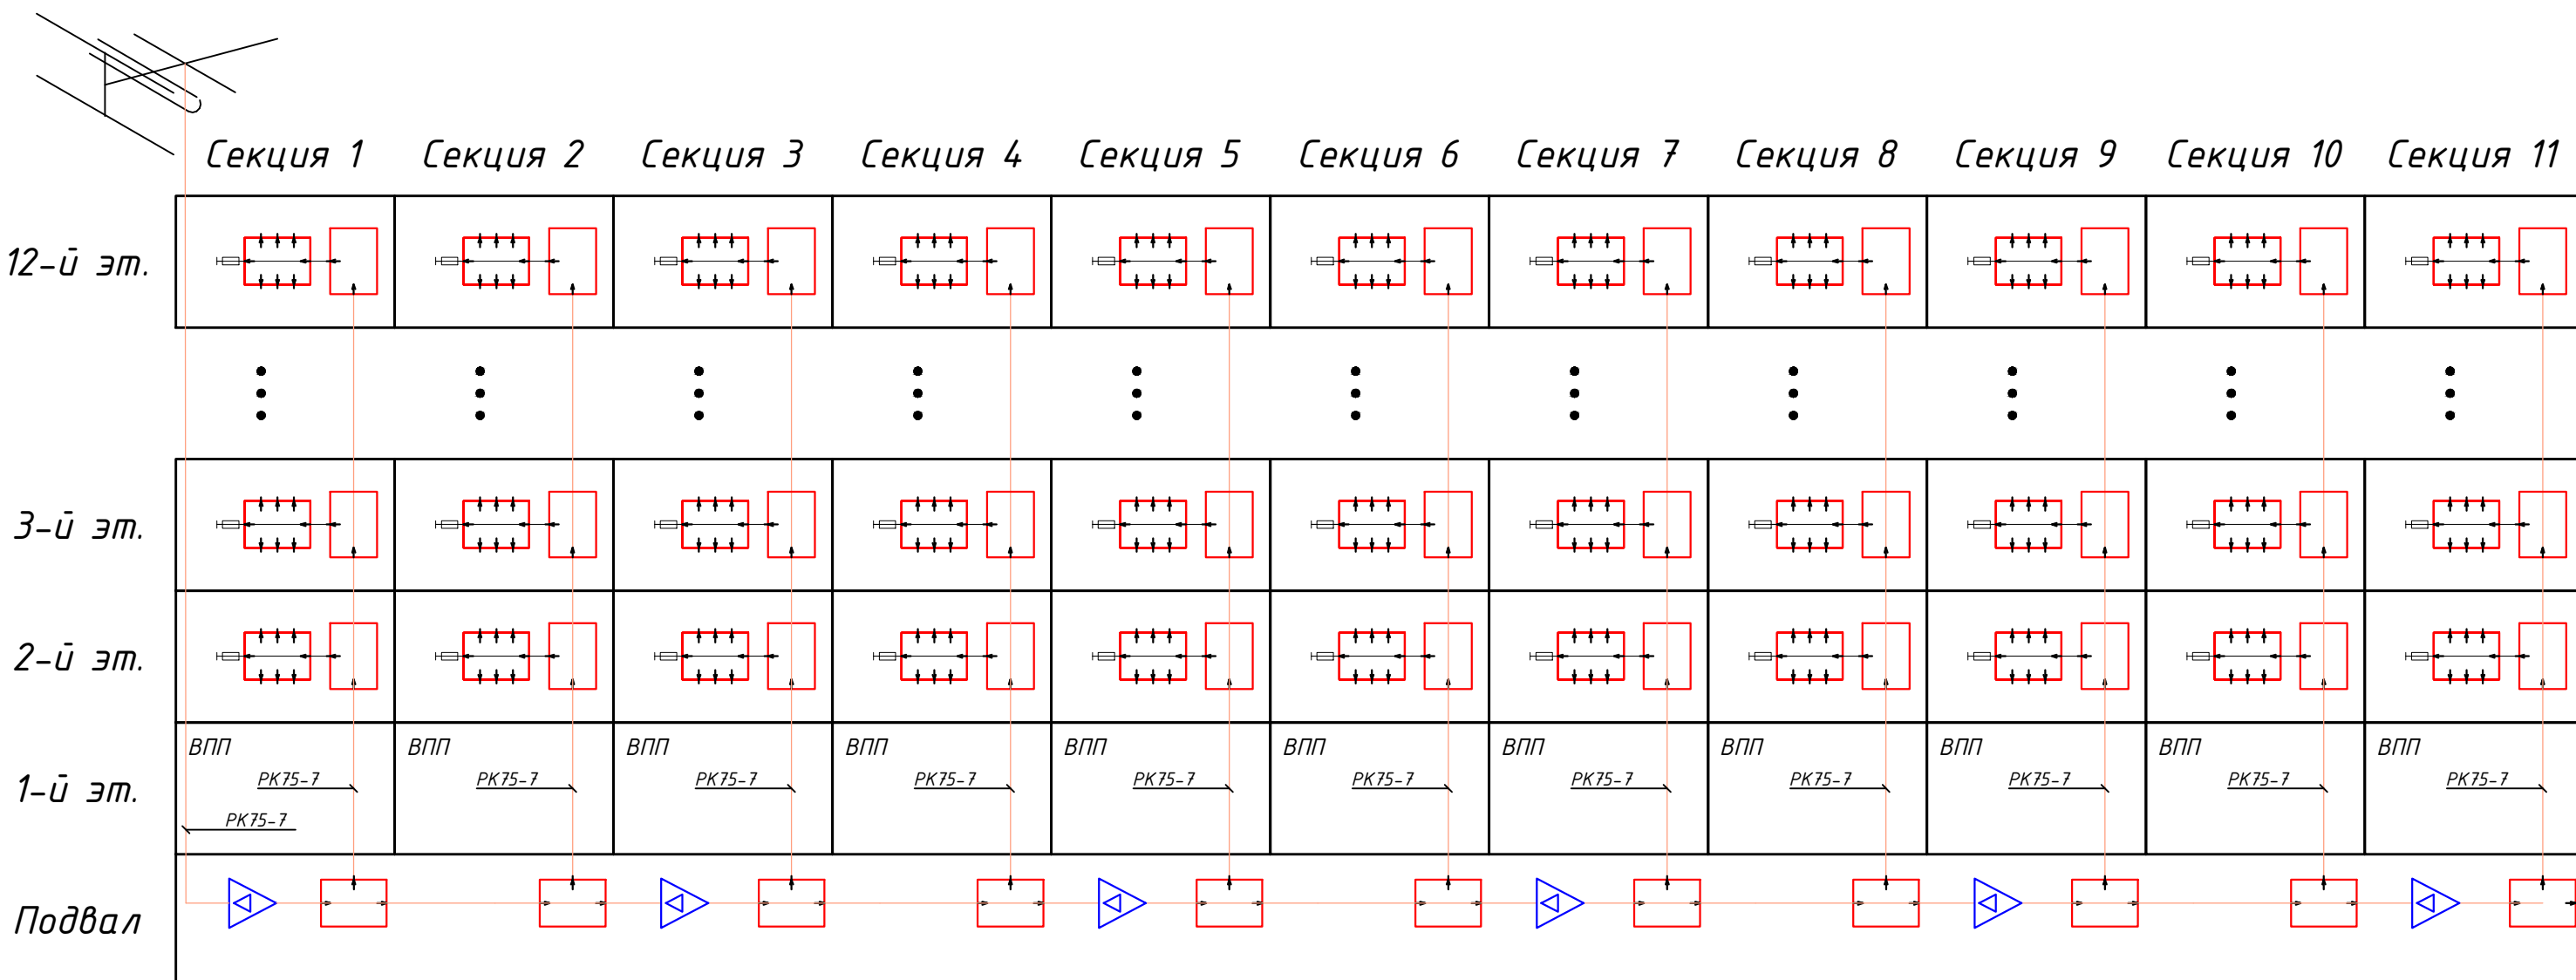 Секция 1 Секция 2 Секция 3 Секция 4 Секция 5 Секция 6 Секция 7 Секция 8 Секция 9 Секция 10 Секция 11
12-й эт.
3-й эт.
2-й эт.
ВПП ВПП ВПП ВПП ВПП ВПП ВПП ВПП ВПП ВПП ВПП
1-й эт. РК75-7 РК75-7 РК75-7 РК75-7 РК75-7 РК75-7 РК75-7 РК75-7 РК75-7 РК75-7 РК75-7
РК75-7
Подвал